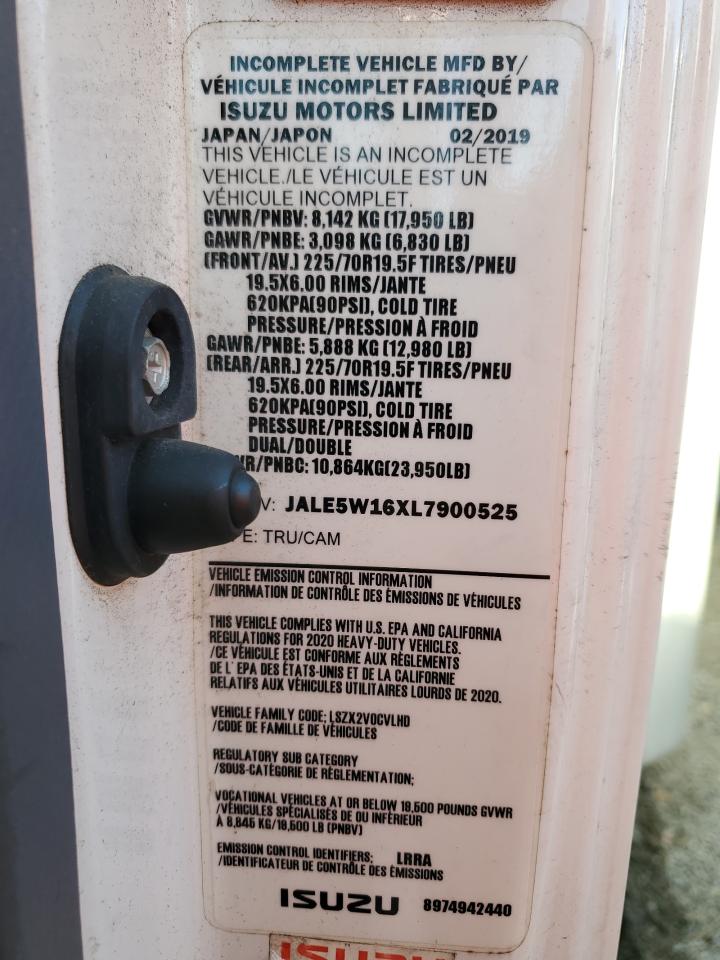 INCOMPLETE VEHICLE MFD BY/
VÉHICULE INCOMPLET FABRIQUÉ PAR
ISUZU MOTORS LIMITED
JAPAN/JAPON 02/2019
THIS VEHICLE IS AN INCOMPLETE
VEHICLE./LE VÉHICULE EST UN
VÉHICULE INCOMPLET.
GVWR/PNBV: 8,142 KG (17,950 LB)
GAWR/PNBE: 3,098 KG (6,830 LB)
(FRONT/AV.) 225/70R19.5F TIRES/PNEU
19.5X6.00 RIMS/JANTE
620KPA(90PSI), COLD TIRE
PRESSURE/PRESSION À FROID
GAWR/PNBE: 5,888 KG (12,980 LB)
(REAR/ARR.) 225/70R19.5F TIRES/PNEU
19.5X6.00 RIMS/JANTE
620KPA(90PSI), COLD TIRE
PRESSURE/PRESSION À FROID
DUAL/DOUBLE
WR/PNBC: 10,864KG(23,950LB)
V: JALE5W16XL7900525
E: TRU/CAM
VEHICLE EMISSION CONTROL INFORMATION
/INFORMATION DE CONTRÔLE DES ÉMISSIONS DE VÉHICULES
THIS VEHICLE COMPLIES WITH U.S. EPA AND CALIFORNIA
REGULATIONS FOR 2020 HEAVY-DUTY VEHICLES.
/CE VÉHICULE EST CONFORME AUX RÈGLEMENTS
DE L' EPA DES ÉTATS-UNIS ET DE LA CALIFORNIE
RELATIFS AUX VÉHICULES UTILITAIRES LOURDS DE 2020.
VEHICLE FAMILY CODE: LSZX2VOCVLHD
/CODE DE FAMILLE DE VÉHICULES
REGULATORY SUB CATEGORY
/SOUS-CATÉGORIE DE RÈGLEMENTATION;
VOCATIONAL VEHICLES AT OR BELOW 19,500 POUNDS GVWR
/VÉHICULES SPÉCIALISÉS DE OU INFÉRIEUR
À 8,845 KG/19,500 LB (PNBV)
EMISSION CONTROL IDENTIFIERS; LRRA
/IDENTIFICATEUR DE CONTRÔLE DES ÉMISSIONS
ISUZU 8974942440
ISUZU